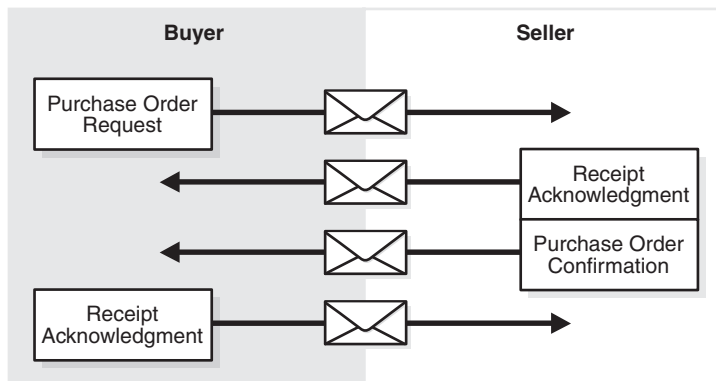 Buyer
Seller
Purchase Order
Request
Receipt
Acknowledgment
Purchase Order
Confirmation
Receipt
Acknowledgment